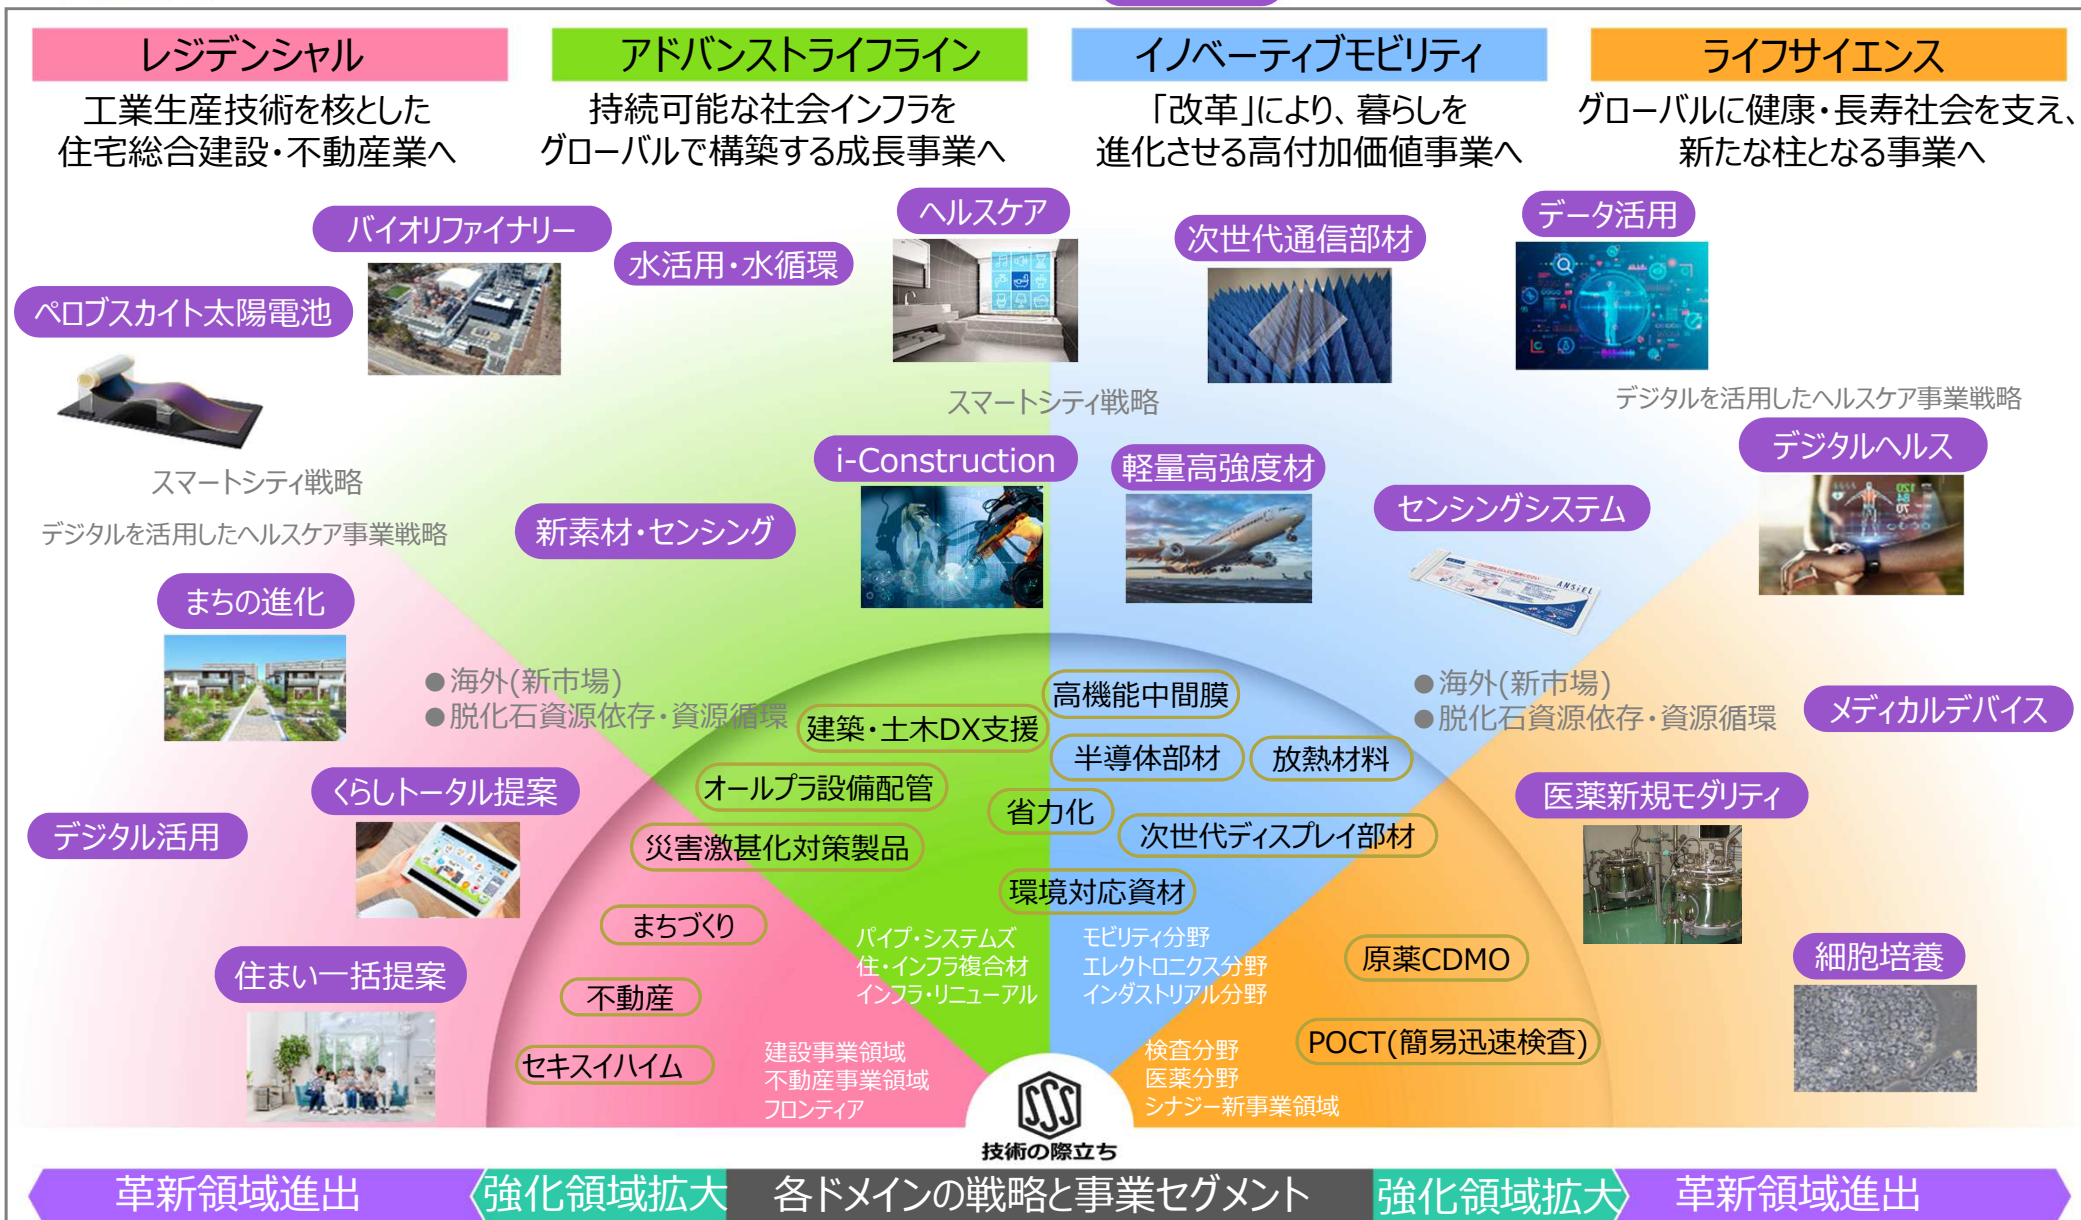 レジデンシャル
工業生産技術を核とした
住宅総合建設・不動産業へ
アドバンストライフライン
持続可能な社会インフラを
グローバルで構築する成長事業へ
イノベーティブモビリティ
「改革」により、暮らしを
進化させる高付加価値事業へ
ライフサイエンス
グローバルに健康・長寿社会を支え、
新たな柱となる事業へ
ヘルスケア
データ活用
バイオリファイナリー
水活用・水循環
次世代通信部材
ペロブスカイト太陽電池
スマートシティ戦略
デジタルを活用したヘルスケア事業戦略
デジタルヘルス
i-Construction
軽量高強度材
スマートシティ戦略
デジタルを活用したヘルスケア事業戦略
新素材・センシング
センシングシステム
ANSiEL
まちの進化
●海外(新市場)
●脱化石資源依存・資源循環
高機能中間膜
●海外(新市場)
●脱化石資源依存・資源循環
メディカルデバイス
建築・土木DX支援
半導体部材
放熱材料
オールプラ設備配管
くらしトータル提案
医薬新規モダリティ
省力化
デジタル活用
災害激甚化対策製品
次世代ディスプレイ部材
環境対応資材
まちづくり
パイプ・システムズ
住・インフラ複合材
インフラ・リニューアル
モビリティ分野
エレクトロニクス分野
インダストリアル分野
原薬CDMO
細胞培養
住まい一括提案
不動産
セキスイハイム
建設事業領域
不動産事業領域
フロンティア
検査分野
医薬分野
シナジー新事業領域
POCT(簡易迅速検査)
SSS
技術の際立ち
革新領域進出
強化領域拡大
各ドメインの戦略と事業セグメント
強化領域拡大
革新領域進出